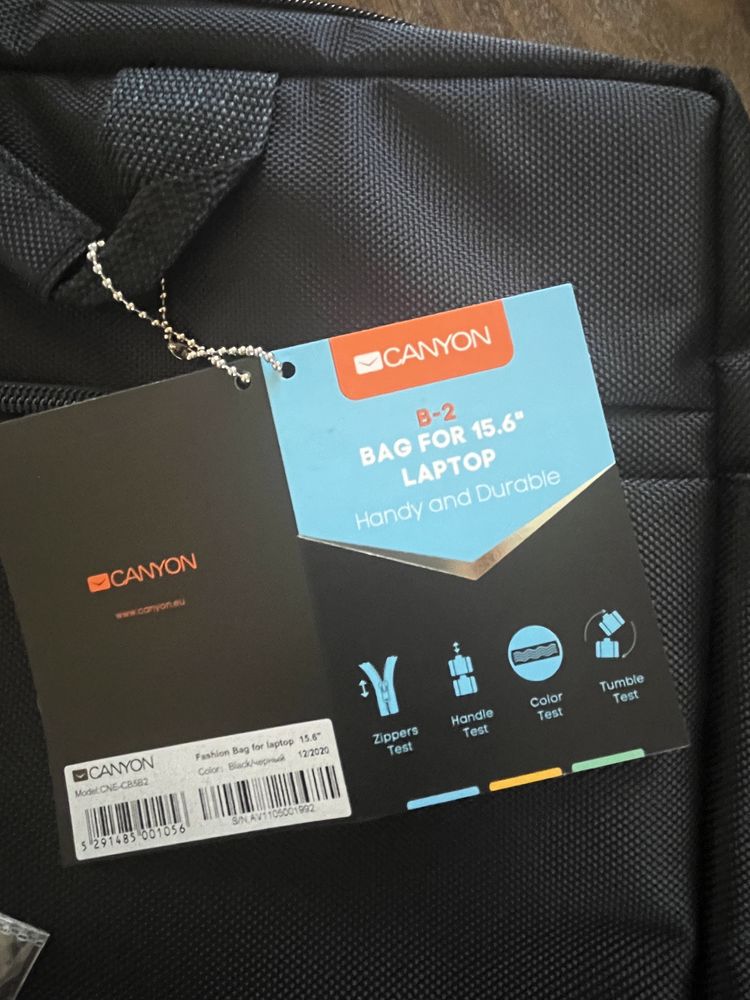 CANYON
B-2
BAG FOR 15.6"
LAPTOP
Handy and Durable
Zippers
Test
Handle
Test
Color
Test
Tumble
Test
CANYON
www.canyon.eu
CANYON
Model:CNE-CB5B2
5 291485 001056
Fashion Bag for laptop 15.6"
Color: Black/черный 12/2020
S/N.AV1105001992